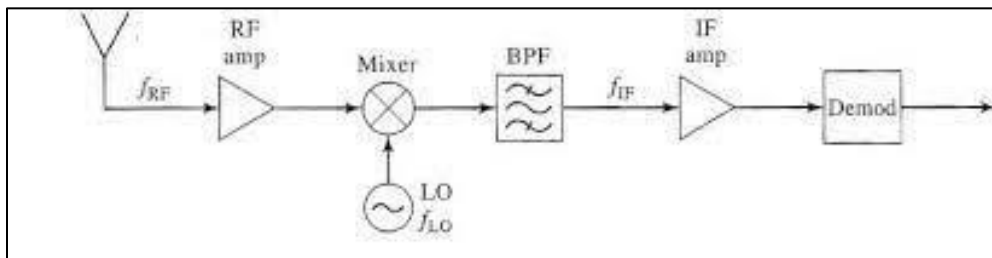 RF
amp
Mixer
BPF
IF
amp
fRF
fIF
Demod
LO
fLO